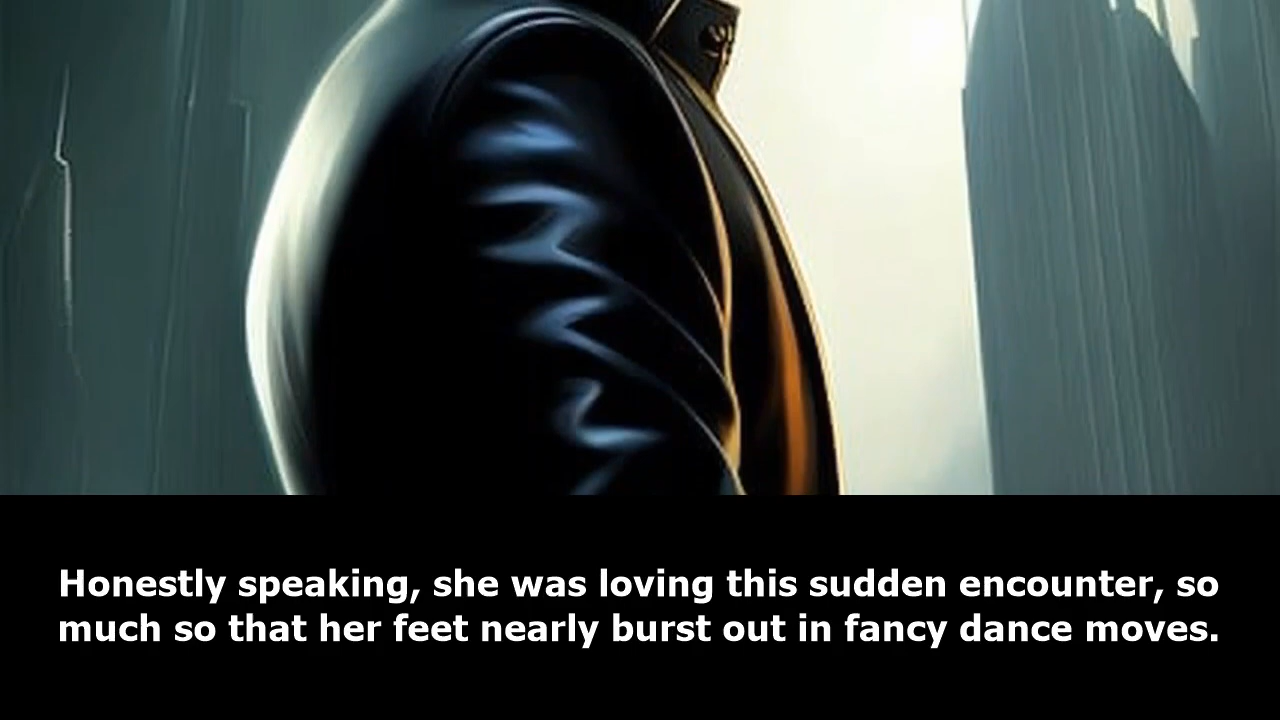 Honestly speaking, she was loving this sudden encounter, so
much so that her feet nearly burst out in fancy dance moves.